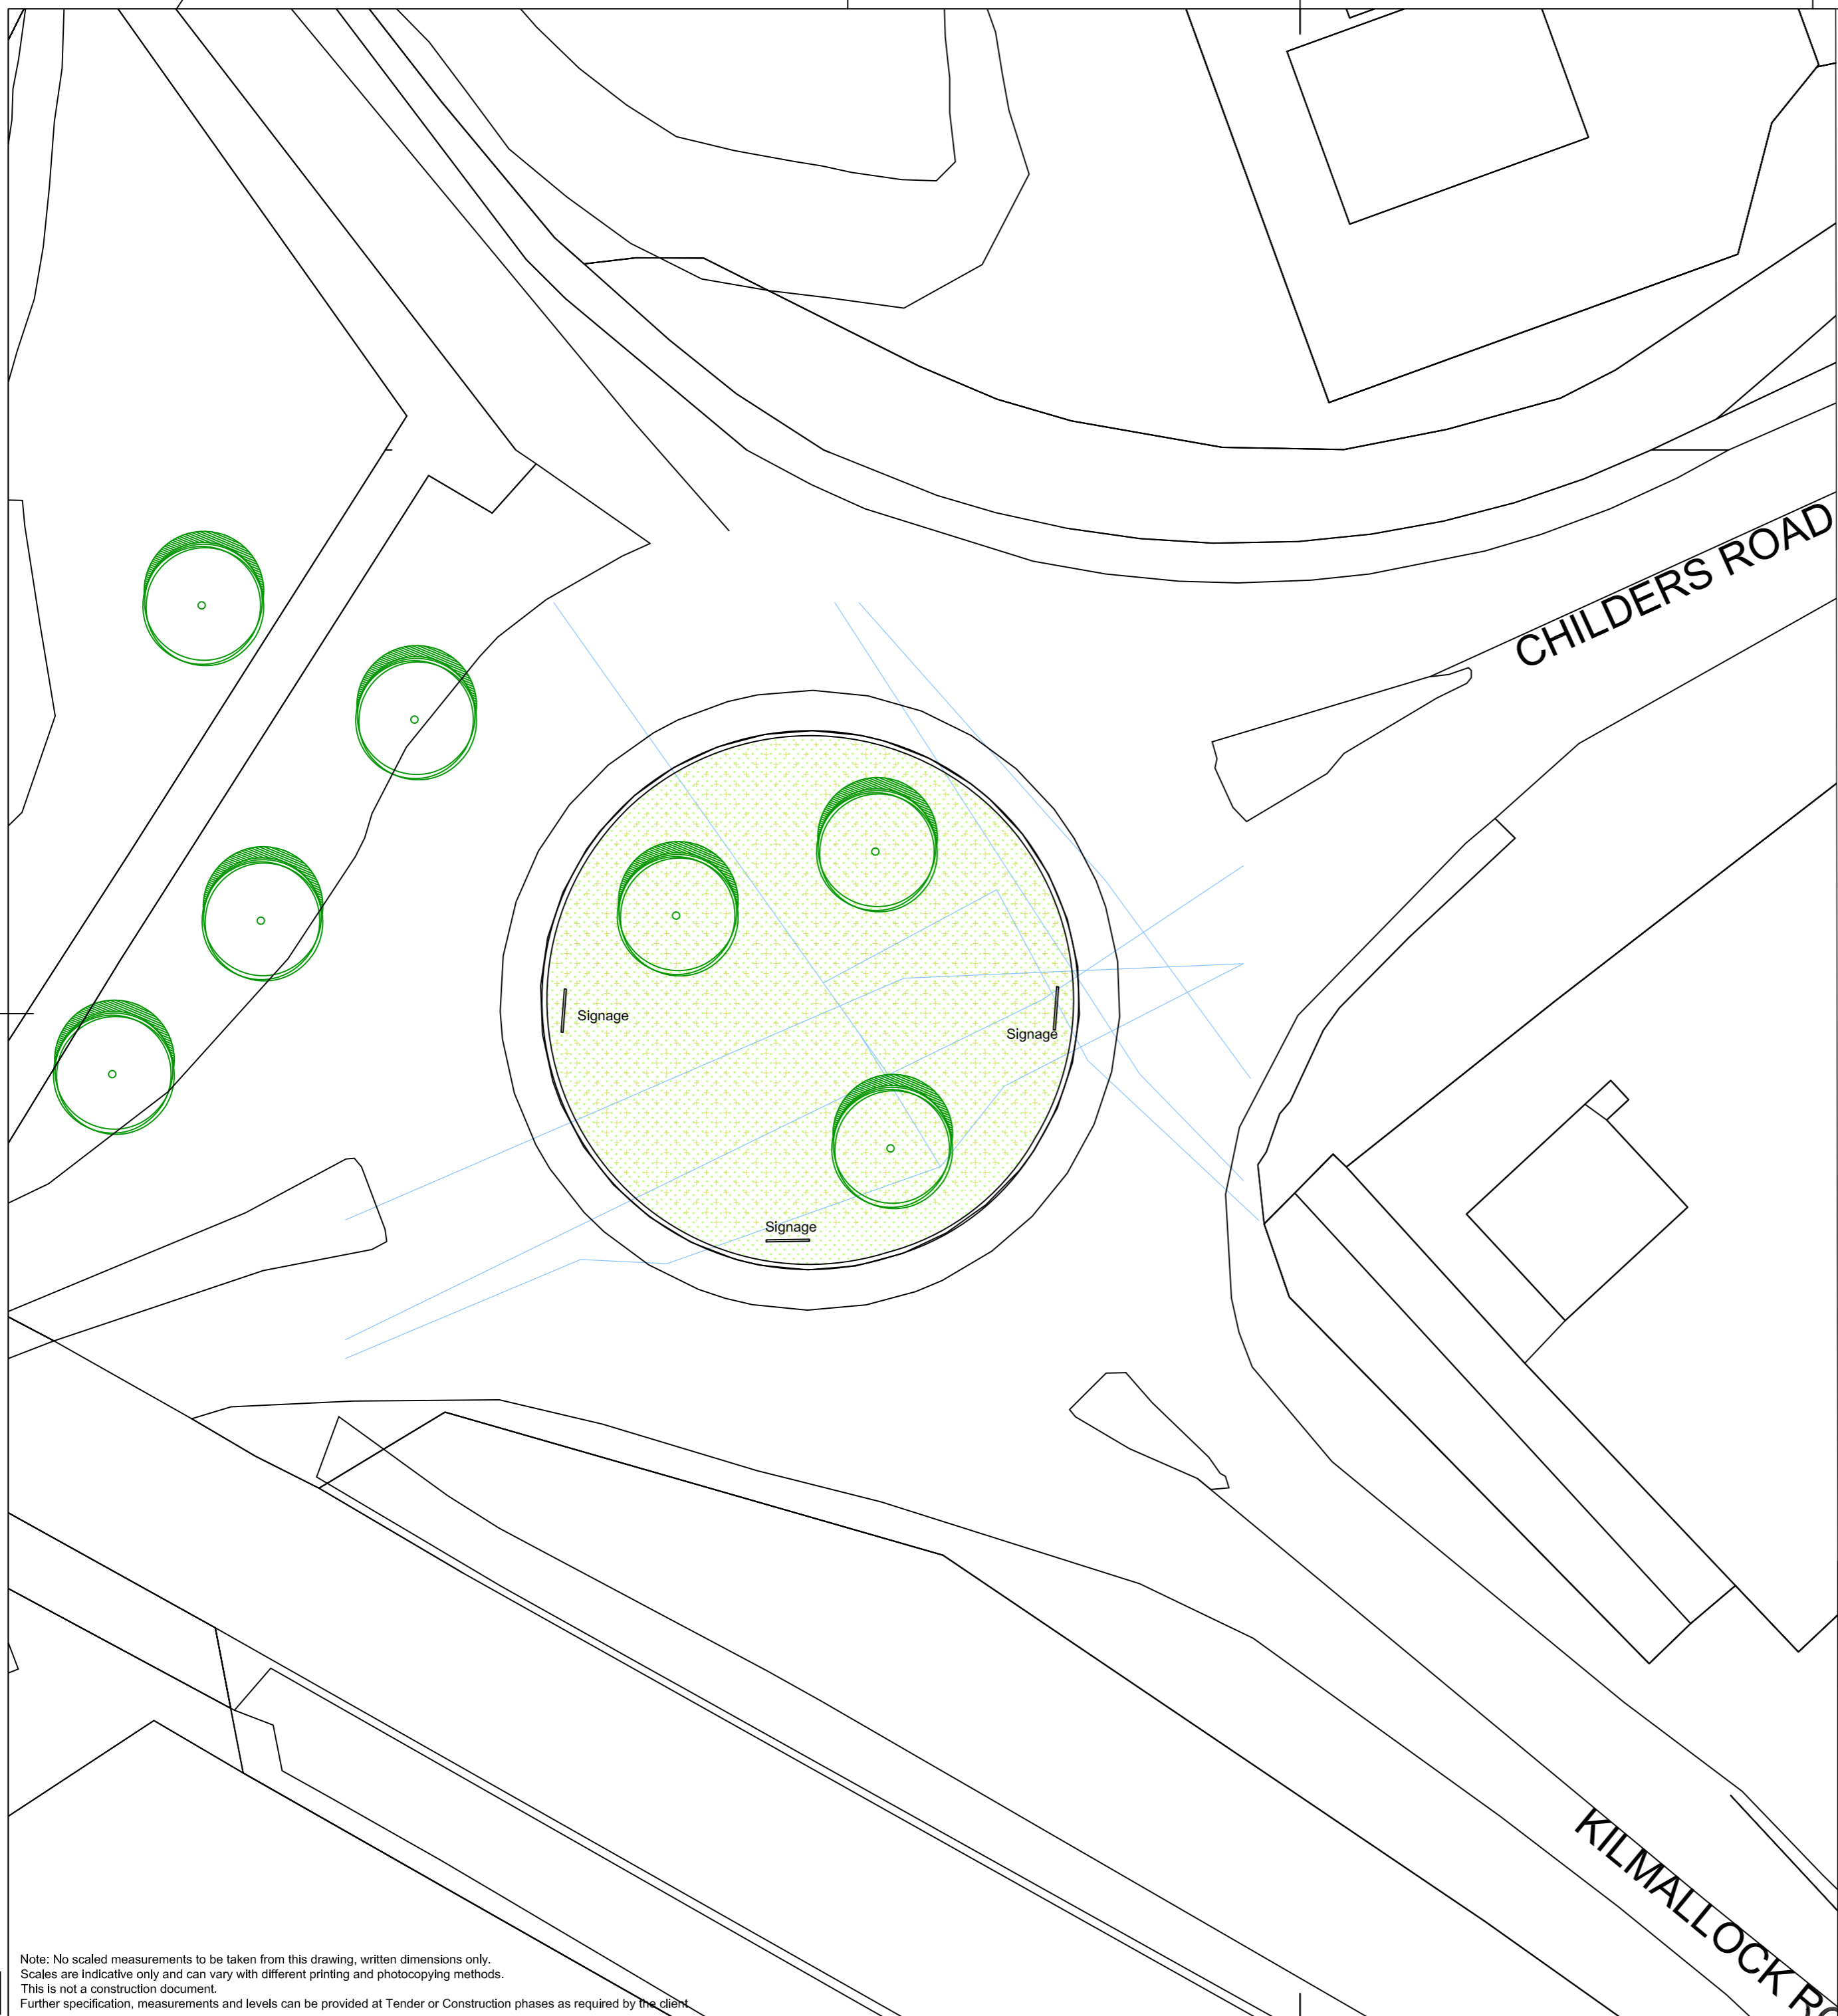 CHILDERS ROAD
Signage
Signage
Signage
KILMALLOCK
Note: No scaled measurements to be taken from this drawing, written dimensions only.
Scales are indicative only and can vary with different printing and photocopying methods.
This is not a construction document.
Further specification, measurements and levels can be provided at Tender or Construction phases as required by the client